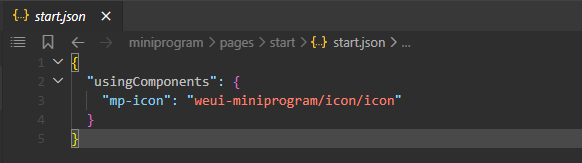 {..} start.json ×
miniprogram > pages > start > {..} start.json > ...
1 {
2 "usingComponents": {
3 "mp-icon": "weui-miniprogram/icon/icon"
4 }
5 }